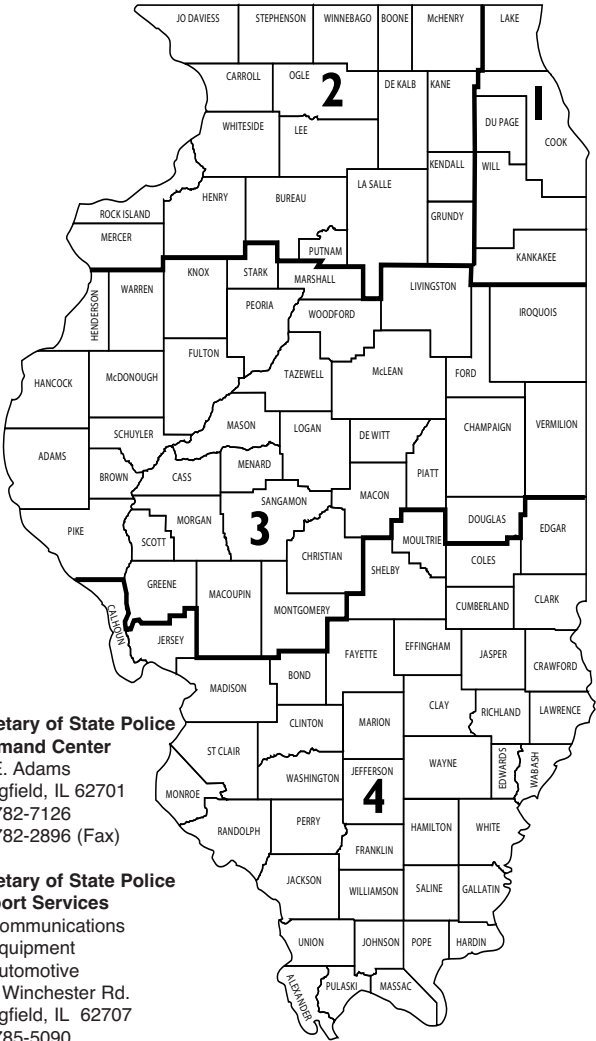 JO DAVIESS STEPHENSON WINNEBAGO BOONE McHENRY LAKE
CARROLL OGLE 2 DE KALB KANE 1
DU PAGE COOK
WHITESIDE LEE
KENDALL WILL
LA SALLE
HENRY BUREAU
ROCK ISLAND GRUNDY
MERCER
PUTNAM KANKAKEE
KNOX STARK
MARSHALL LIVINGSTON
HENDERSON WARREN
PEORIA WOODFORD IROQUOIS
FULTON
McLEAN FORD
HANCOCK McDONOUGH TAZEWELL
MASON LOGAN CHAMPAIGN VERMILION
SCHUYLER DE WITT
ADAMS
MENARD
BROWN CASS PIATT
SANGAMON MACON
MORGAN 3 DOUGLAS
PIKE SCOTT MOULTRIE EDGAR
CHRISTIAN
SHELBY COLES
GREENE
MACOUPIN
CALHOUN MONTGOMERY CUMBERLAND CLARK
JERSEY
FAYETTE EFFINGHAM JASPER
CRAWFORD
BOND
MADISON
CLAY
RICHLAND LAWRENCE
CLINTON MARION
ST CLAIR
WAYNE EDWARDS WABASH
JEFFERSON
WASHINGTON
MONROE 4
PERRY
RANDOLPH HAMILTON WHITE
FRANKLIN
JACKSON
WILLIAMSON SALINE GALLATIN
UNION JOHNSON POPE HARDIN
ALEXANDER PULASKI MASSAC
etary of State Police
mand Center
E. Adams
gfield, IL 62701
782-7126
782-2896 (Fax)
etary of State Police
port Services
ommunications
quipment
utomotive
Winchester Rd.
gfield, IL 62707
785-5090